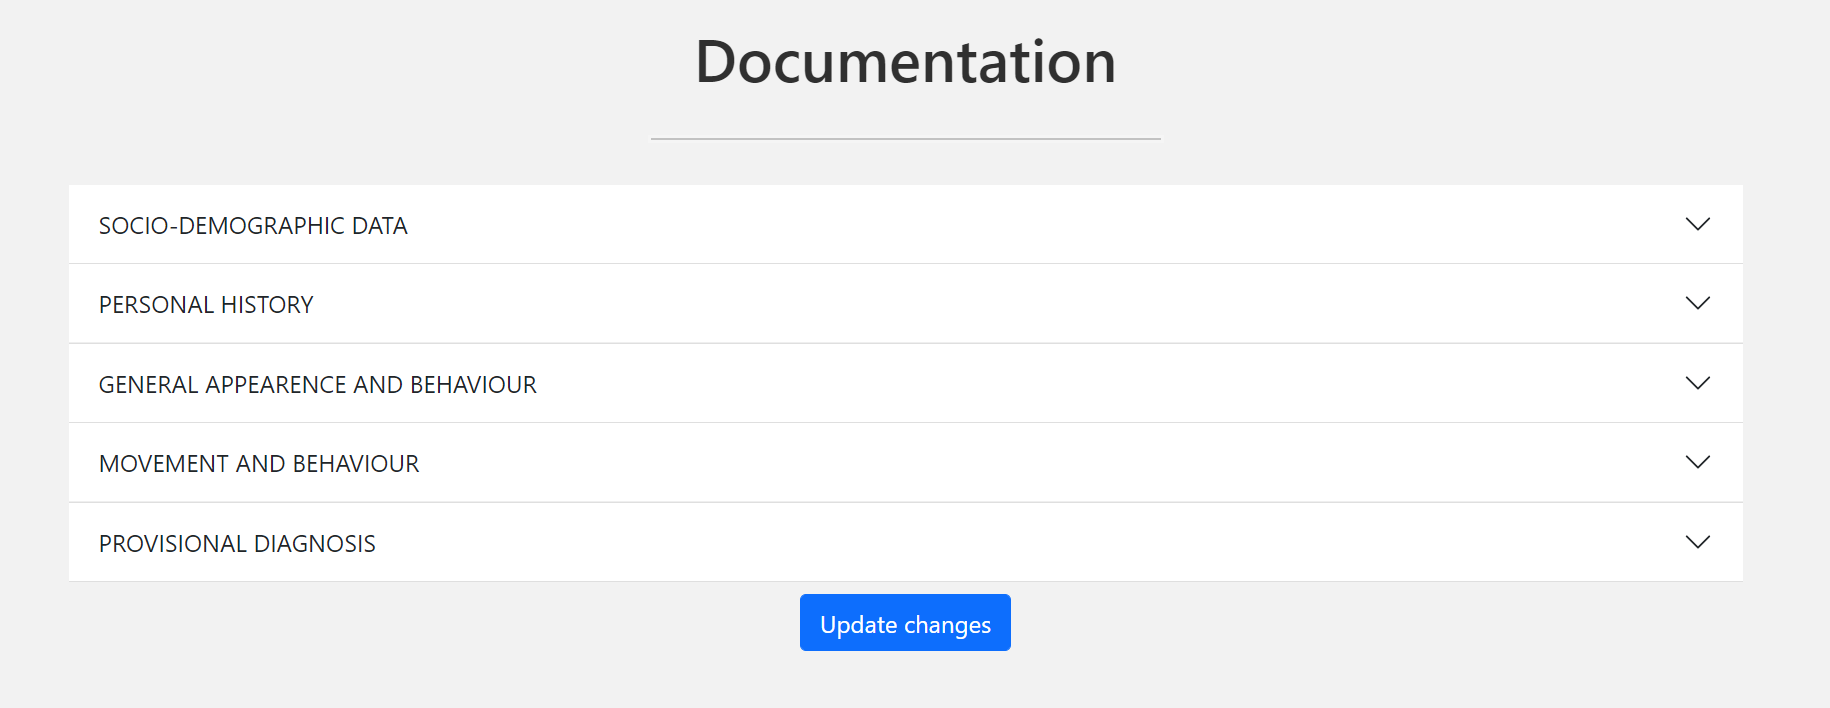 Documentation
SOCIO-DEMOGRAPHIC DATA
PERSONAL HISTORY
GENERAL APPEARENCE AND BEHAVIOUR
MOVEMENT AND BEHAVIOUR
PROVISIONAL DIAGNOSIS
Update changes